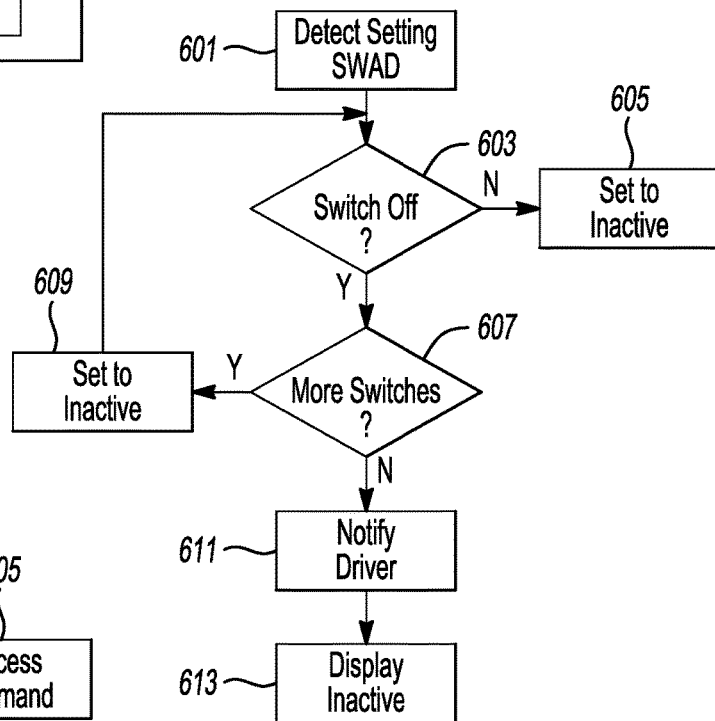 Detect Setting
SWAD
601
605
603
Switch Off
?
N
Set to
Inactive
Y
609
607
Set to
Inactive
Y
More Switches
?
N
611
Notify
Driver
613
Display
Inactive